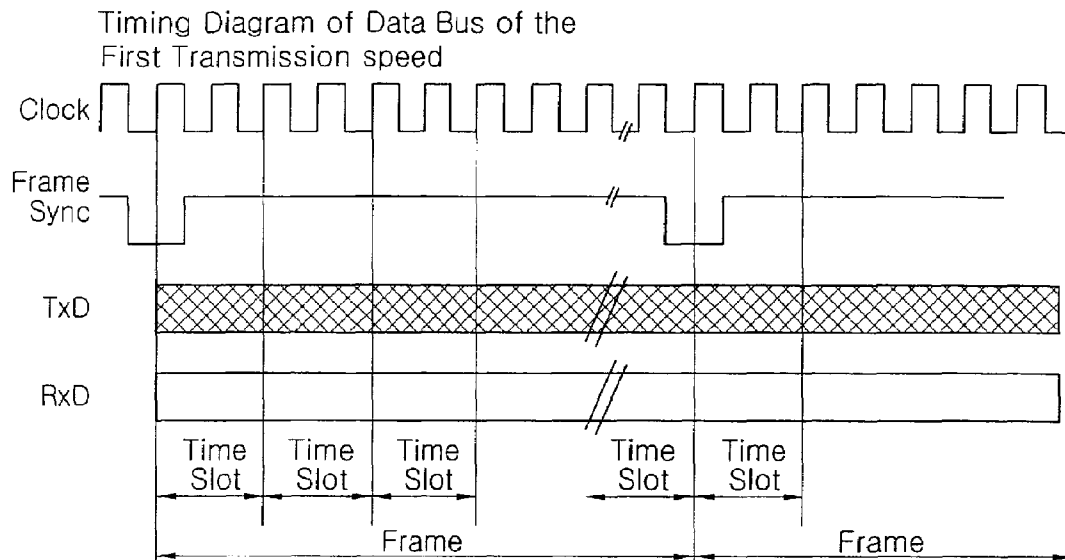 Timing Diagram of Data Bus of the
First Transmission speed
Clock
Frame
Sync
TxD
RxD
Time
Slot
Time
Slot
Time
Slot
Time
Slot
Time
Slot
Frame
Frame